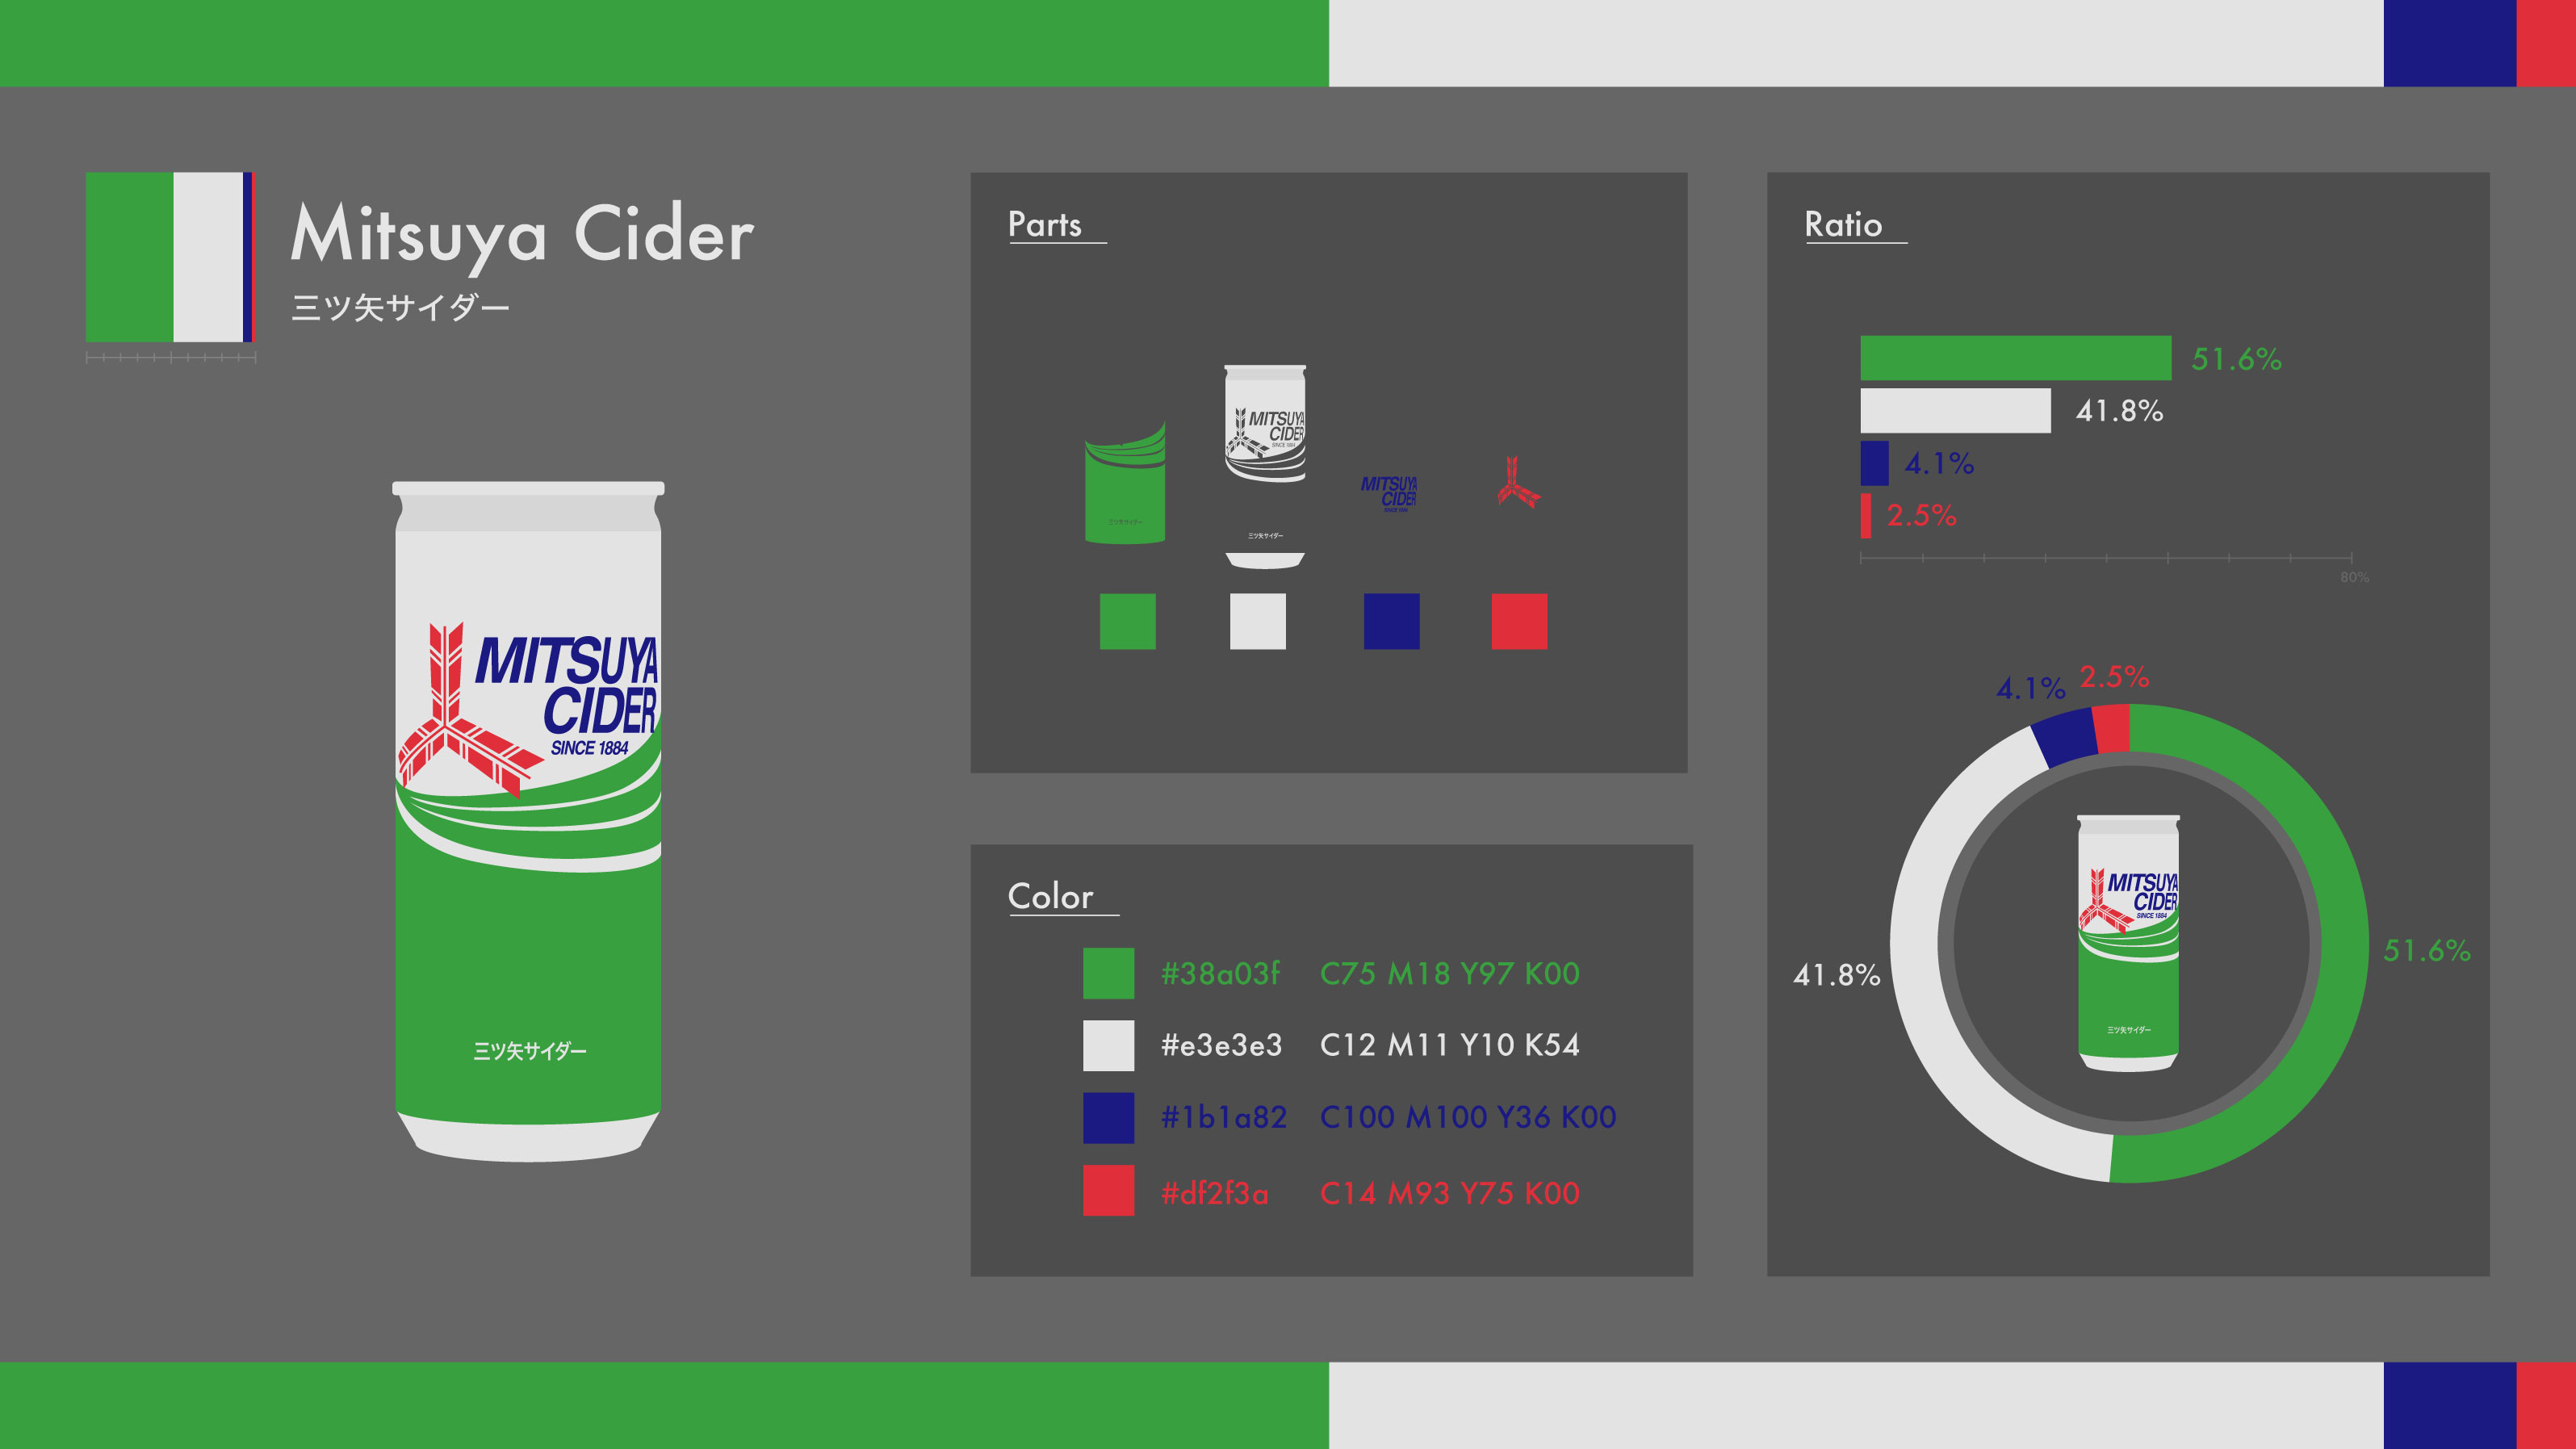 Mitsuya Cider
三ツ矢サイダー
MITSUYA
CIDER
SINCE 1884
三ツ矢サイダー
Parts
三ツ矢サイダー
MITSUYA
CIDER
SINCE 1884
三ツ矢サイダー
MITSUYA
CIDER
SINCE 1884
Color
#38a03f C75 M18 Y97 K00
#e3e3e3 C12 M11 Y10 K54
#1b1a82 C100 M100 Y36 K00
#df2f3a C14 M93 Y75 K00
Ratio
51.6%
41.8%
4.1%
2.5%
80%
4.1% 2.5%
41.8%
51.6%
MITSUYA
CIDER
SINCE 1884
三ツ矢サイダー